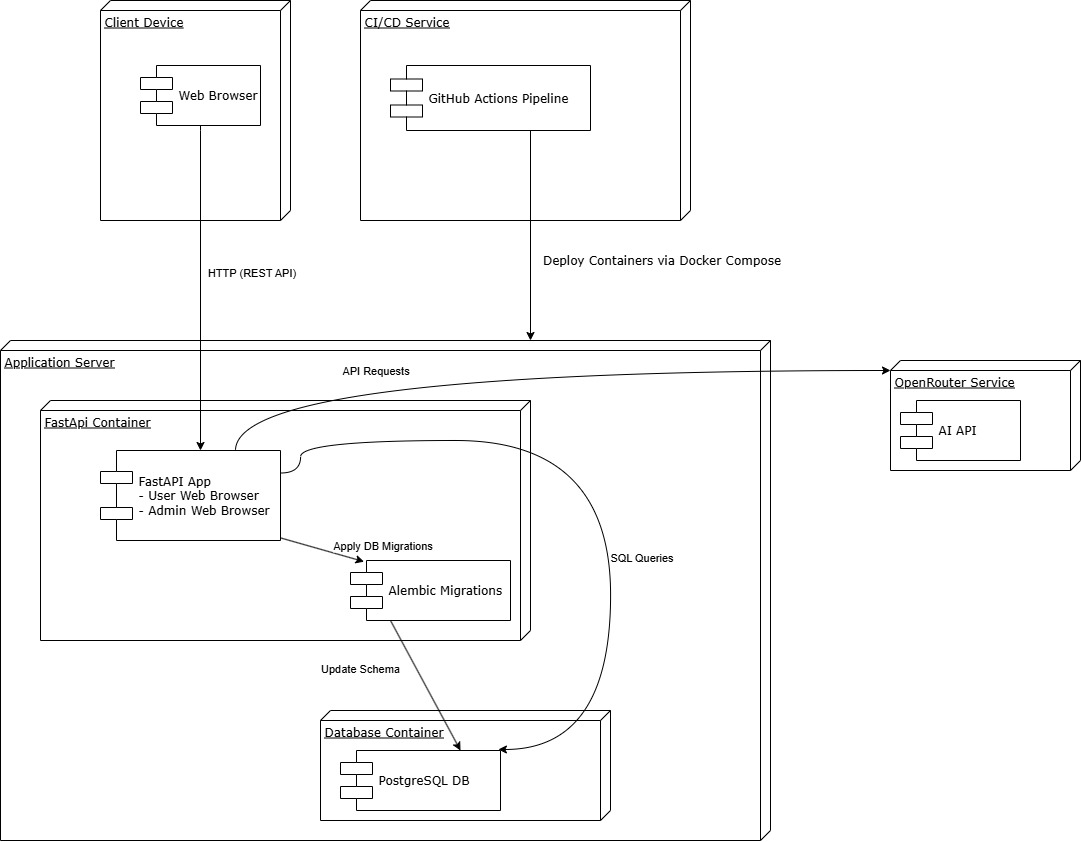 Client Device
Web Browser
CI/CD Service
GitHub Actions Pipeline
HTTP (REST API)
Deploy Containers via Docker Compose
Application Server
API Requests
OpenRouter Service
AI API
FastApi Container
FastAPI App
- User Web Browser
- Admin Web Browser
Apply DB Migrations
Alembic Migrations
SQL Queries
Update Schema
Database Container
PostgreSQL DB